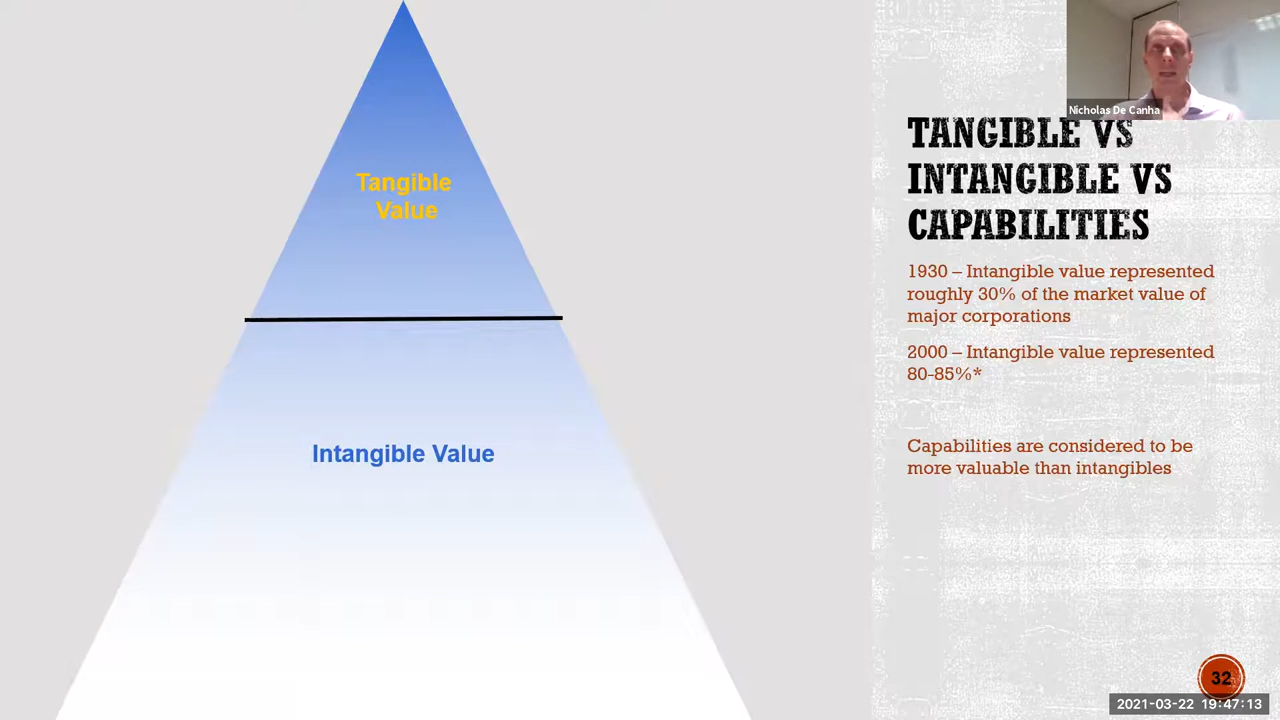 Tangible
Value
Intangible Value
Nicholas De Canha
TANGIBLE VS
INTANGIBLE VS
CAPABILITIES
1930 – Intangible value represented
roughly 30% of the market value of
major corporations
2000 – Intangible value represented
80-85%*
Capabilities are considered to be
more valuable than intangibles
32
2021-03-22 19:47:13